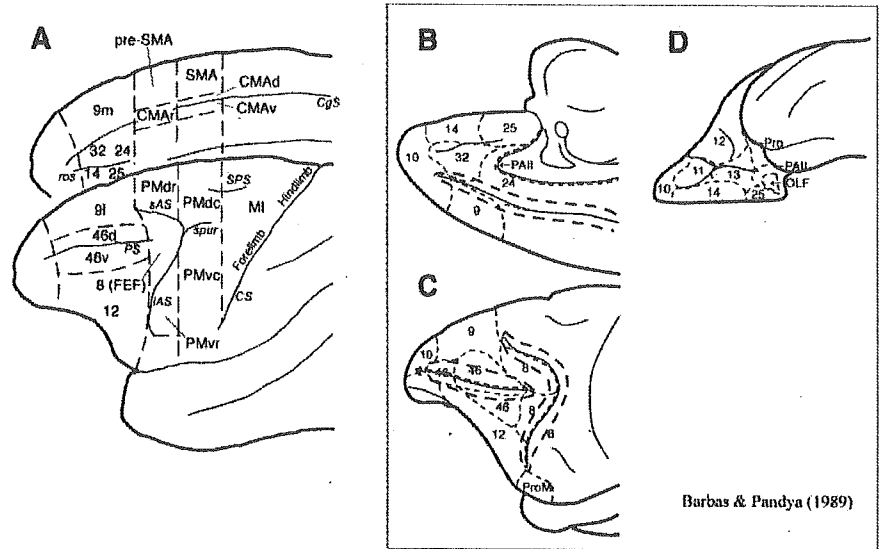 A
pre-SMA
SMA
CMAd
9m
CMAr
CMAv
CgS
32 24
ros
14 25
PMdr
SPS
sAS
PMdc
9l
MI
Hindlimb
46d
spur
PS
46v
Forelimb
8 (FEF)
PMvc
iAS
CS
12
PMvr
B
14
25
10
32
PAll
24
9
C
9
10
46
46
8
46
8
12
6
ProM
D
12
Pro
11
PAll
10
13
OLF
14
25
Barbas & Pandya (1989)